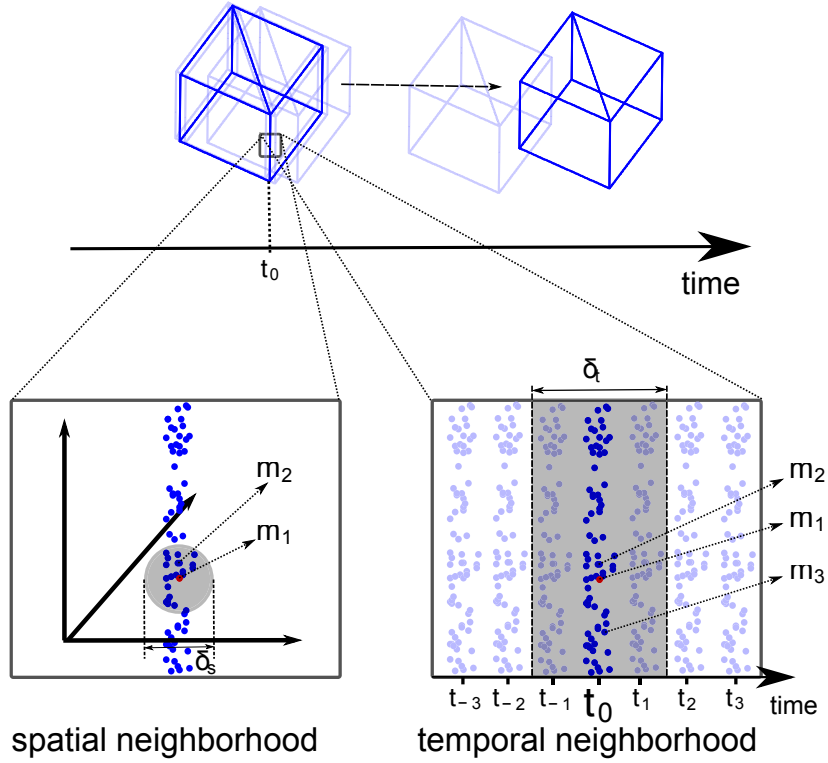 t₀
time
δₜ
m₂
m₁
m₂
m₁
m₃
δₛ
t₋₃ t₋₂ t₋₁ t₀ t₁ t₂ t₃ time
spatial neighborhood
temporal neighborhood